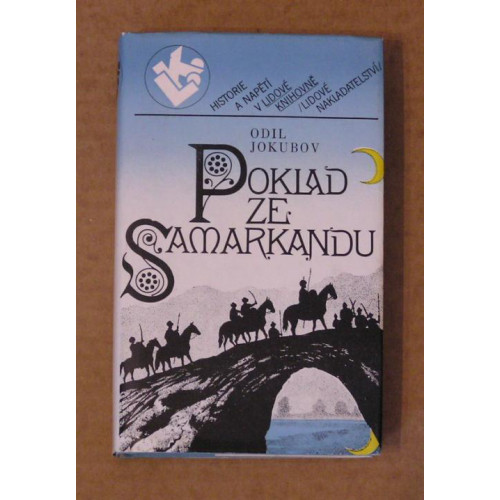 HISTORIE
A NAPĚTÍ
V LIDOVÉ
KNIHOVNĚ
/LIDOVÉ
NAKLADATELSTVÍ/
ODIL
JOKUBOV
POKLAD
ZE
SAMARKANDU